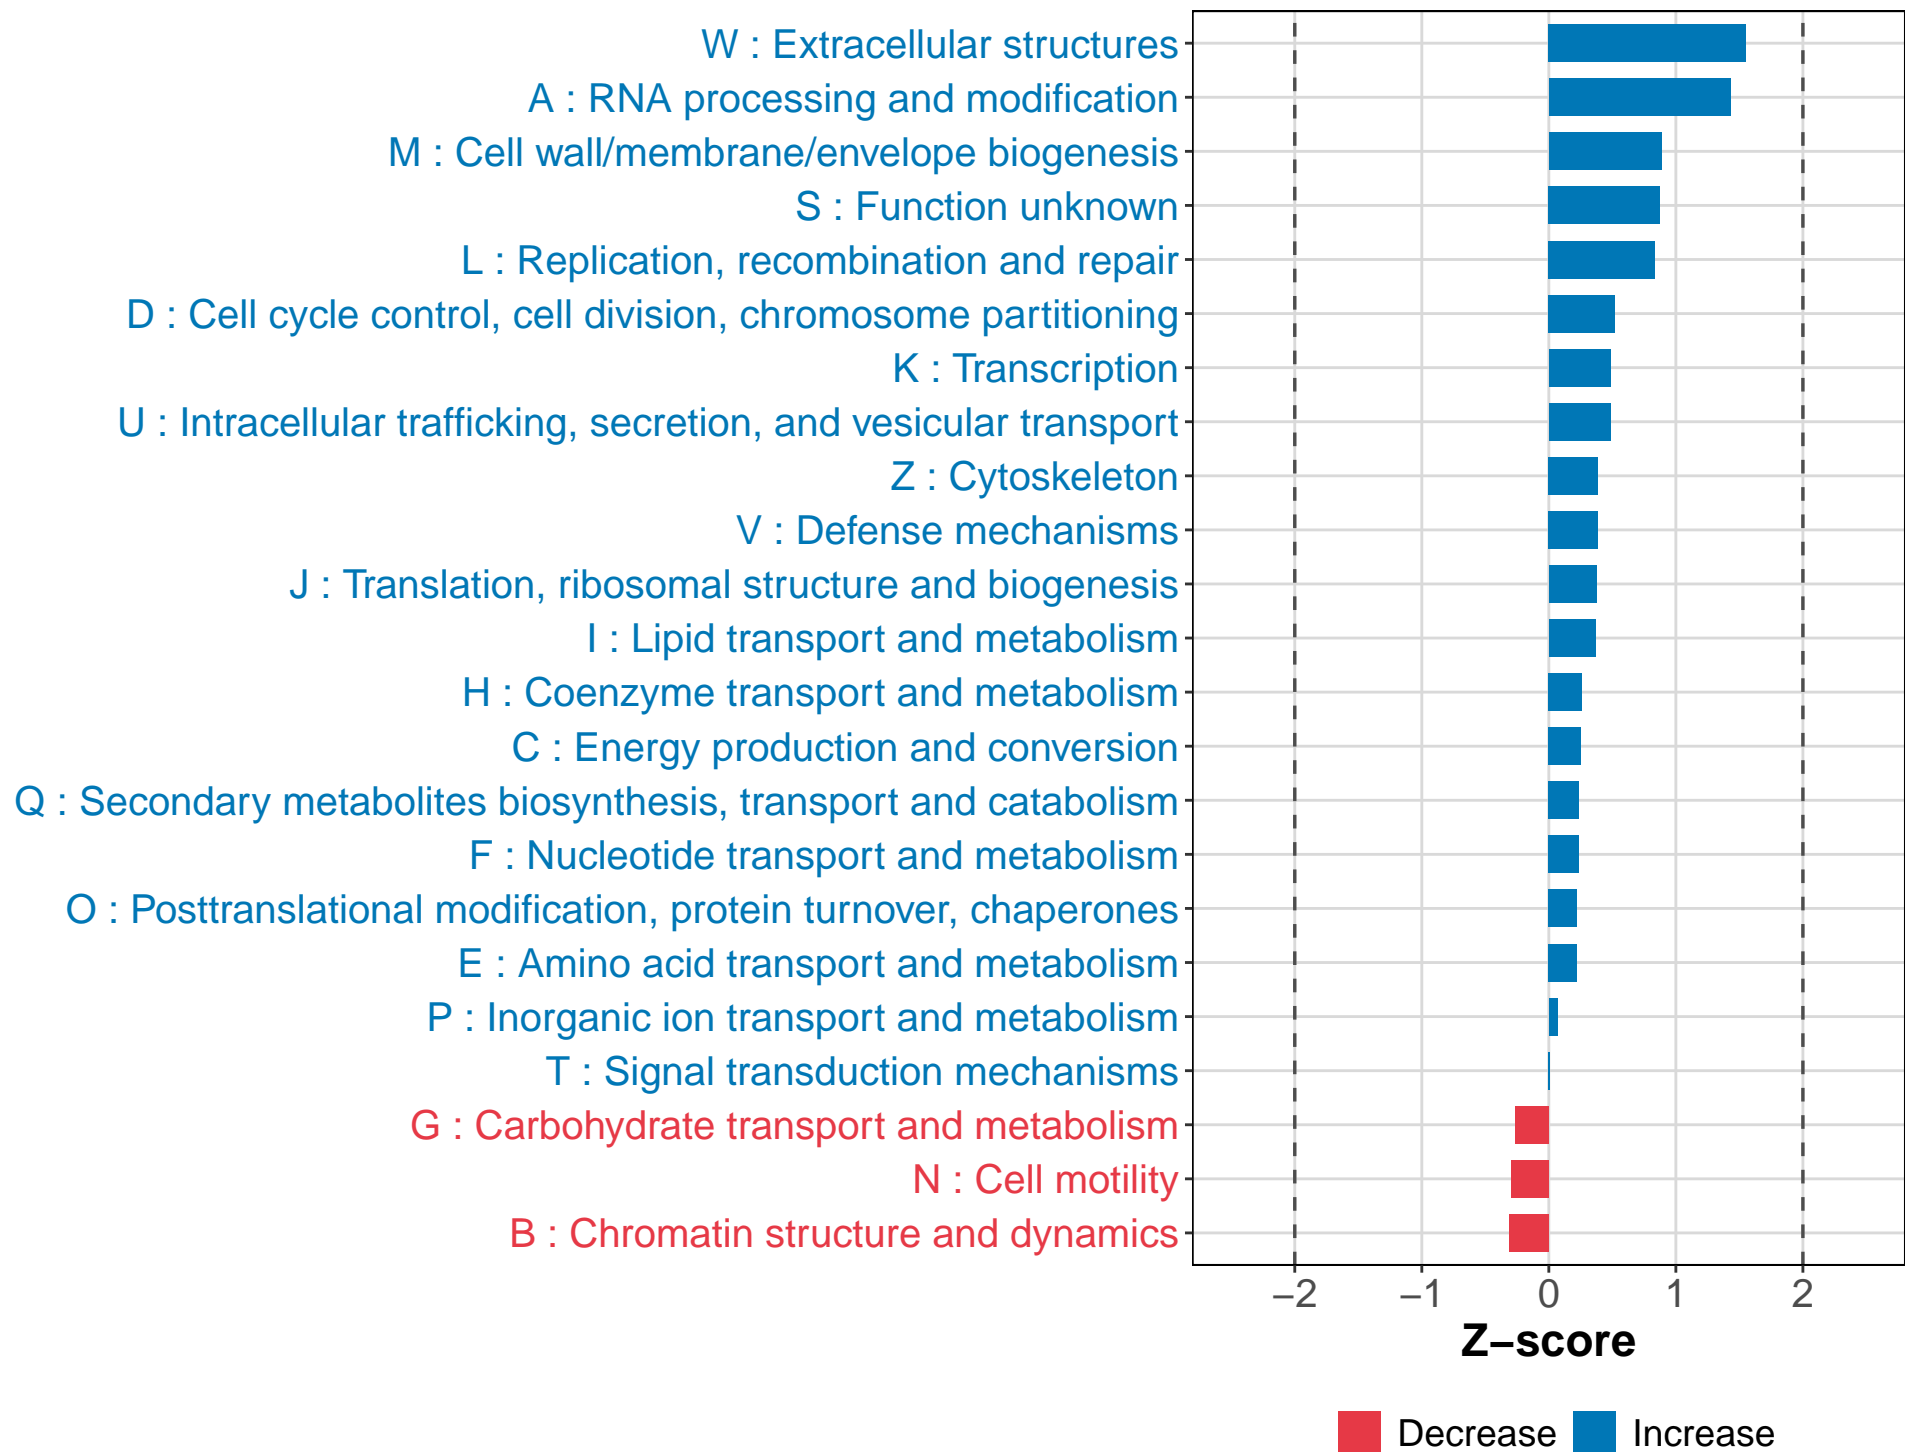 W : Extracellular structures
A : RNA processing and modification
M : Cell wall/membrane/envelope biogenesis
S : Function unknown
L : Replication, recombination and repair
D : Cell cycle control, cell division, chromosome partitioning
K : Transcription
U : Intracellular trafficking, secretion, and vesicular transport
Z : Cytoskeleton
V : Defense mechanisms
J : Translation, ribosomal structure and biogenesis
I : Lipid transport and metabolism
H : Coenzyme transport and metabolism
C : Energy production and conversion
Q : Secondary metabolites biosynthesis, transport and catabolism
F : Nucleotide transport and metabolism
O : Posttranslational modification, protein turnover, chaperones
E : Amino acid transport and metabolism
P : Inorganic ion transport and metabolism
T : Signal transduction mechanisms
G : Carbohydrate transport and metabolism
N : Cell motility
B : Chromatin structure and dynamics
−2 −1 0 1 2
Z−score
Decrease Increase